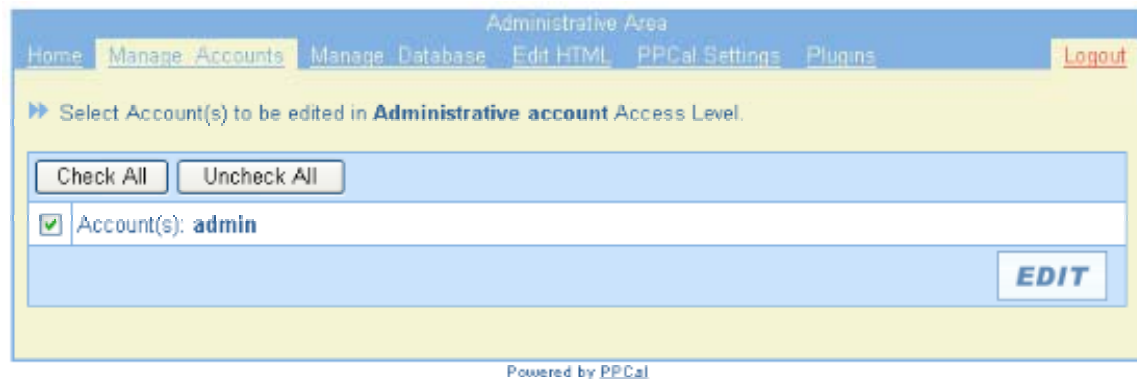 Administrative Area
Home Manage Accounts Manage Database Edit HTML PPCal Settings Plugins Logout
Select Account(s) to be edited in Administrative account Access Level.
Check All Uncheck All
Account(s): admin
EDIT
Powered by PPCal